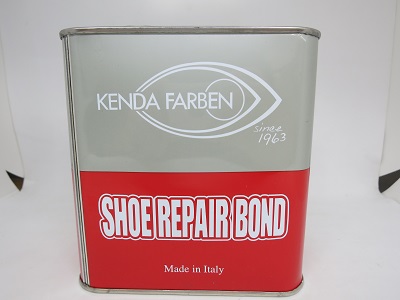 KENDA FARBEN
since
1963
SHOE REPAIR BOND
Made in Italy